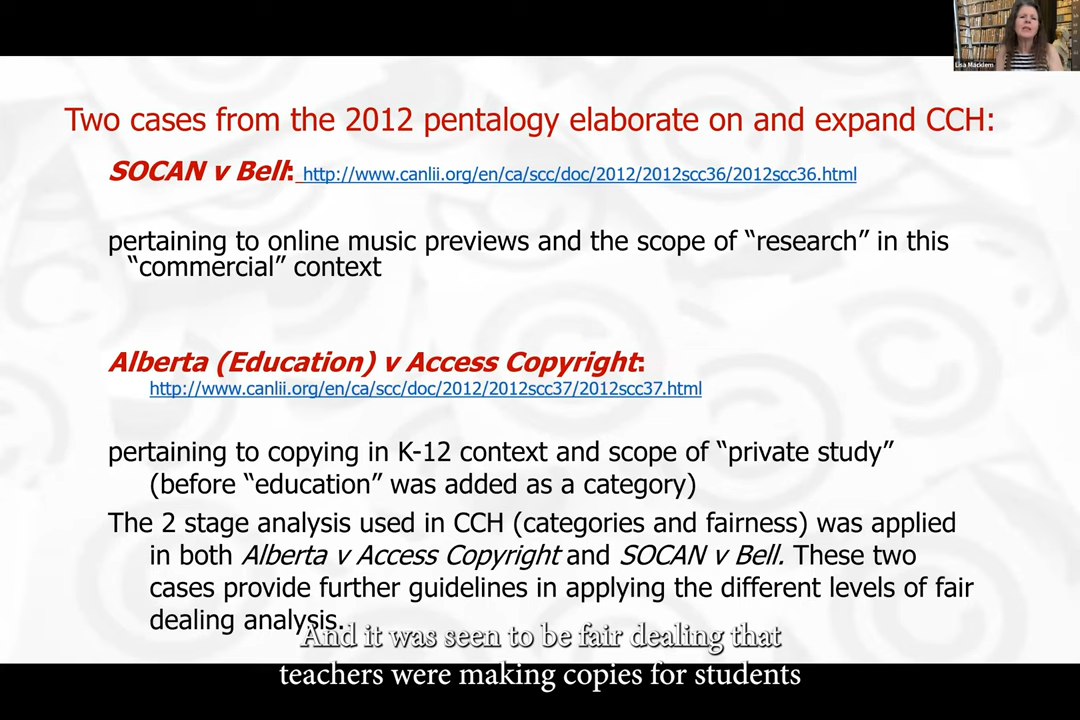 Lisa Macklem
Two cases from the 2012 pentalogy elaborate on and expand CCH:
SOCAN v Bell: http://www.canlii.org/en/ca/scc/doc/2012/2012scc36/2012scc36.html
pertaining to online music previews and the scope of “research” in this
“commercial” context
Alberta (Education) v Access Copyright:
http://www.canlii.org/en/ca/scc/doc/2012/2012scc37/2012scc37.html
pertaining to copying in K-12 context and scope of “private study”
(before “education” was added as a category)
The 2 stage analysis used in CCH (categories and fairness) was applied
in both Alberta v Access Copyright and SOCAN v Bell. These two
cases provide further guidelines in applying the different levels of fair
dealing analysis.
And it was seen to be fair dealing that
teachers were making copies for students